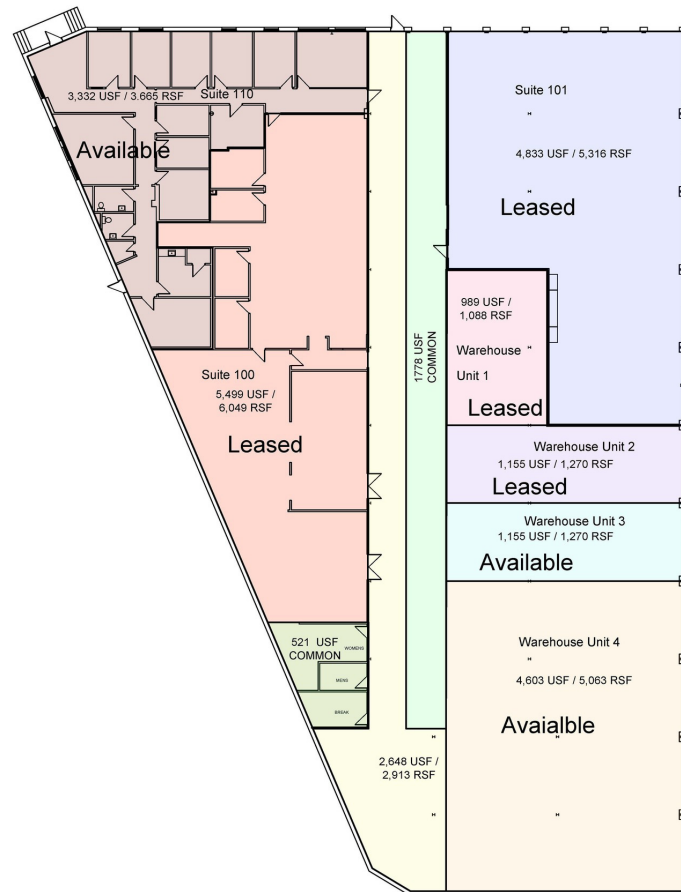 3,332 USF / 3.665 RSF
Suite 110
Available
Suite 101
4,833 USF / 5,316 RSF
Leased
989 USF /
1,088 RSF
Warehouse
Unit 1
Leased
1778 USF
COMMON
Suite 100
5,499 USF /
6,049 RSF
Leased
Warehouse Unit 2
1,155 USF / 1,270 RSF
Leased
Warehouse Unit 3
1,155 USF / 1,270 RSF
Available
521 USF
COMMON
WOMENS
MENS
BREAK
Warehouse Unit 4
4,603 USF / 5,063 RSF
Avaialble
2,648 USF /
2,913 RSF